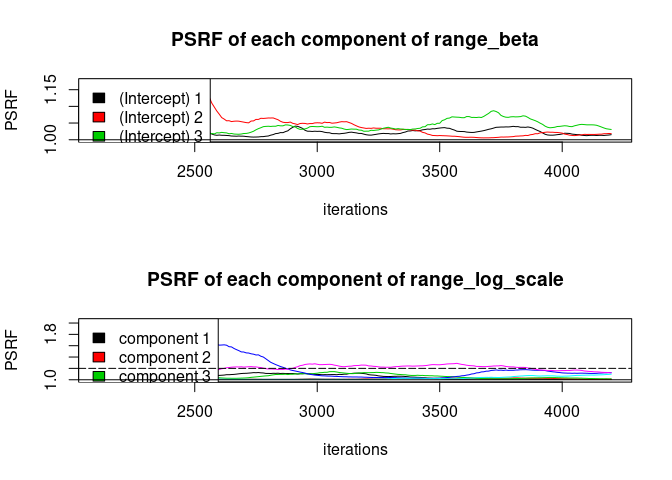 PSRF of each component of range_beta
PSRF
1.15
1.00
(Intercept) 1
(Intercept) 2
(Intercept) 3
2500 3000 3500 4000
iterations
PSRF of each component of range_log_scale
PSRF
1.8
1.0
component 1
component 2
component 3
2500 3000 3500 4000
iterations